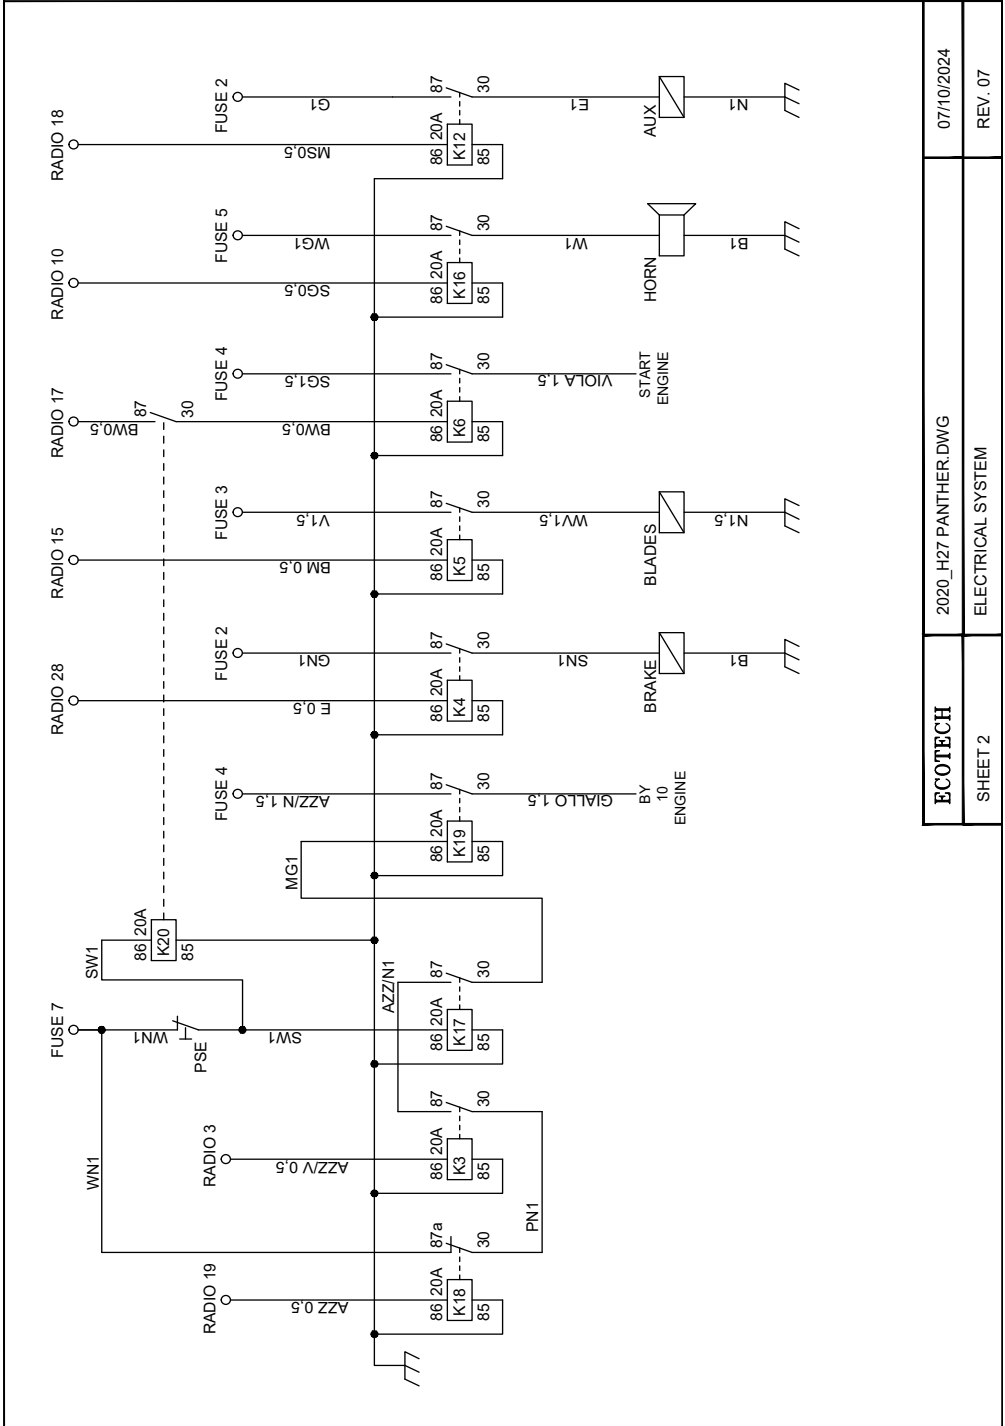 RADIO 18
FUSE 2
G1
MS0,5
87
30
86 20A
K12
85
E1
AUX
N1
RADIO 10
FUSE 5
WG1
SG0,5
87
30
86 20A
K16
85
W1
HORN
B1
RADIO 17
BW0,5
87
30
BW0,5
FUSE 4
SG1,5
87
30
86 20A
K6
85
VIOLA 1,5
START
ENGINE
RADIO 15
FUSE 3
V1,5
BM 0,5
87
30
86 20A
K5
85
WV1,5
BLADES
N1,5
RADIO 28
FUSE 2
GN1
E 0,5
87
30
86 20A
K4
85
SN1
BRAKE
B1
FUSE 4
AZZ/N 1,5
87
30
86 20A
K19
85
GIALLO 1,5
BY
10
ENGINE
MG1
86 20A
K20
85
SW1
FUSE 7
WN1
PSE
SW1
AZZ/N1
87
30
86 20A
K17
85
WN1
RADIO 3
AZZ/V 0,5
87
30
86 20A
K3
85
PN1
RADIO 19
AZZ 0,5
87a
30
86 20A
K18
85
ECOTECH
2020_H27 PANTHER.DWG
07/10/2024
SHEET 2
ELECTRICAL SYSTEM
REV. 07